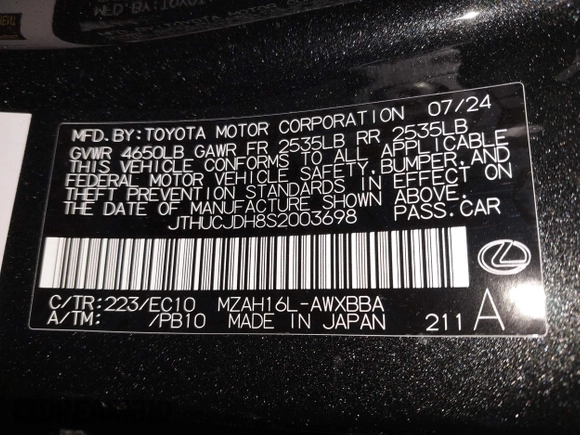 07/24
MFD. BY: TOYOTA MOTOR CORPORATION
GVWR 4650LB GAWR FR 2535LB RR 2535LB
THIS VEHICLE CONFORMS TO ALL APPLICABLE
FEDERAL MOTOR VEHICLE SAFETY, BUMPER, AND
THEFT PREVENTION STANDARDS IN EFFECT ON
THE DATE OF MANUFACTURE SHOWN ABOVE.
JTHUCJDH8S2003698 PASS. CAR
C/TR: 223/EC10 MZAH16L-AWXBBA
A/TM: /PB10 MADE IN JAPAN 211 A